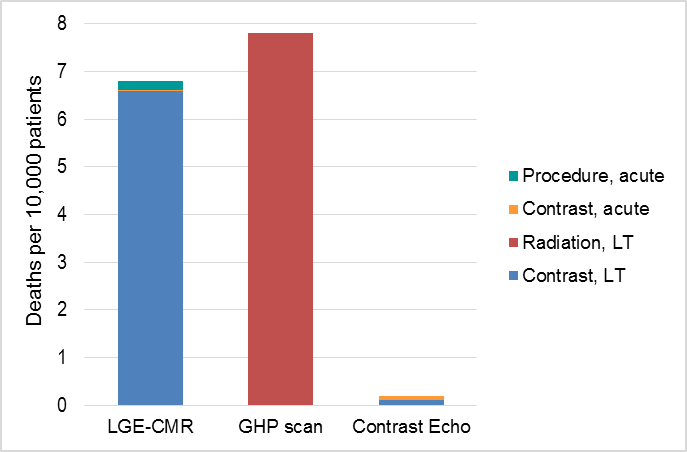 Deaths per 10,000 patients
8
7
6
5
4
3
2
1
0
LGE-CMR
GHP scan
Contrast Echo
Procedure, acute
Contrast, acute
Radiation, LT
Contrast, LT